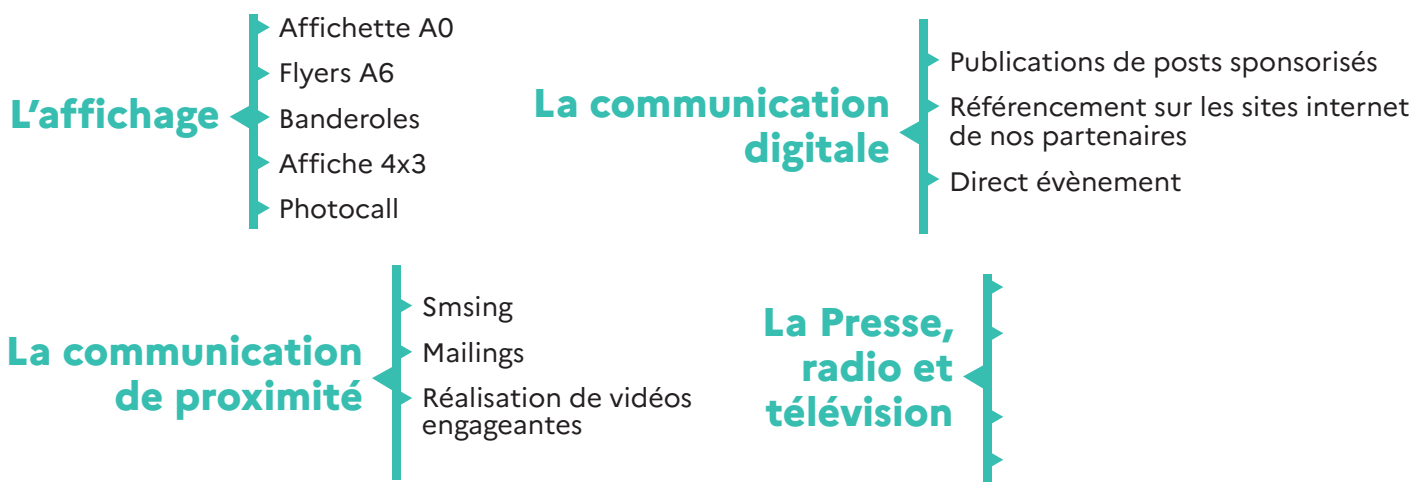 L'affichage
Affichette A0
Flyers A6
Banderoles
Affiche 4x3
Photocall
La communication
digitale
Publications de posts sponsorisés
Référencement sur les sites internet
de nos partenaires
Direct évènement
La communication
de proximité
Smsing
Mailings
Réalisation de vidéos
engageantes
La Presse,
radio et
télévision